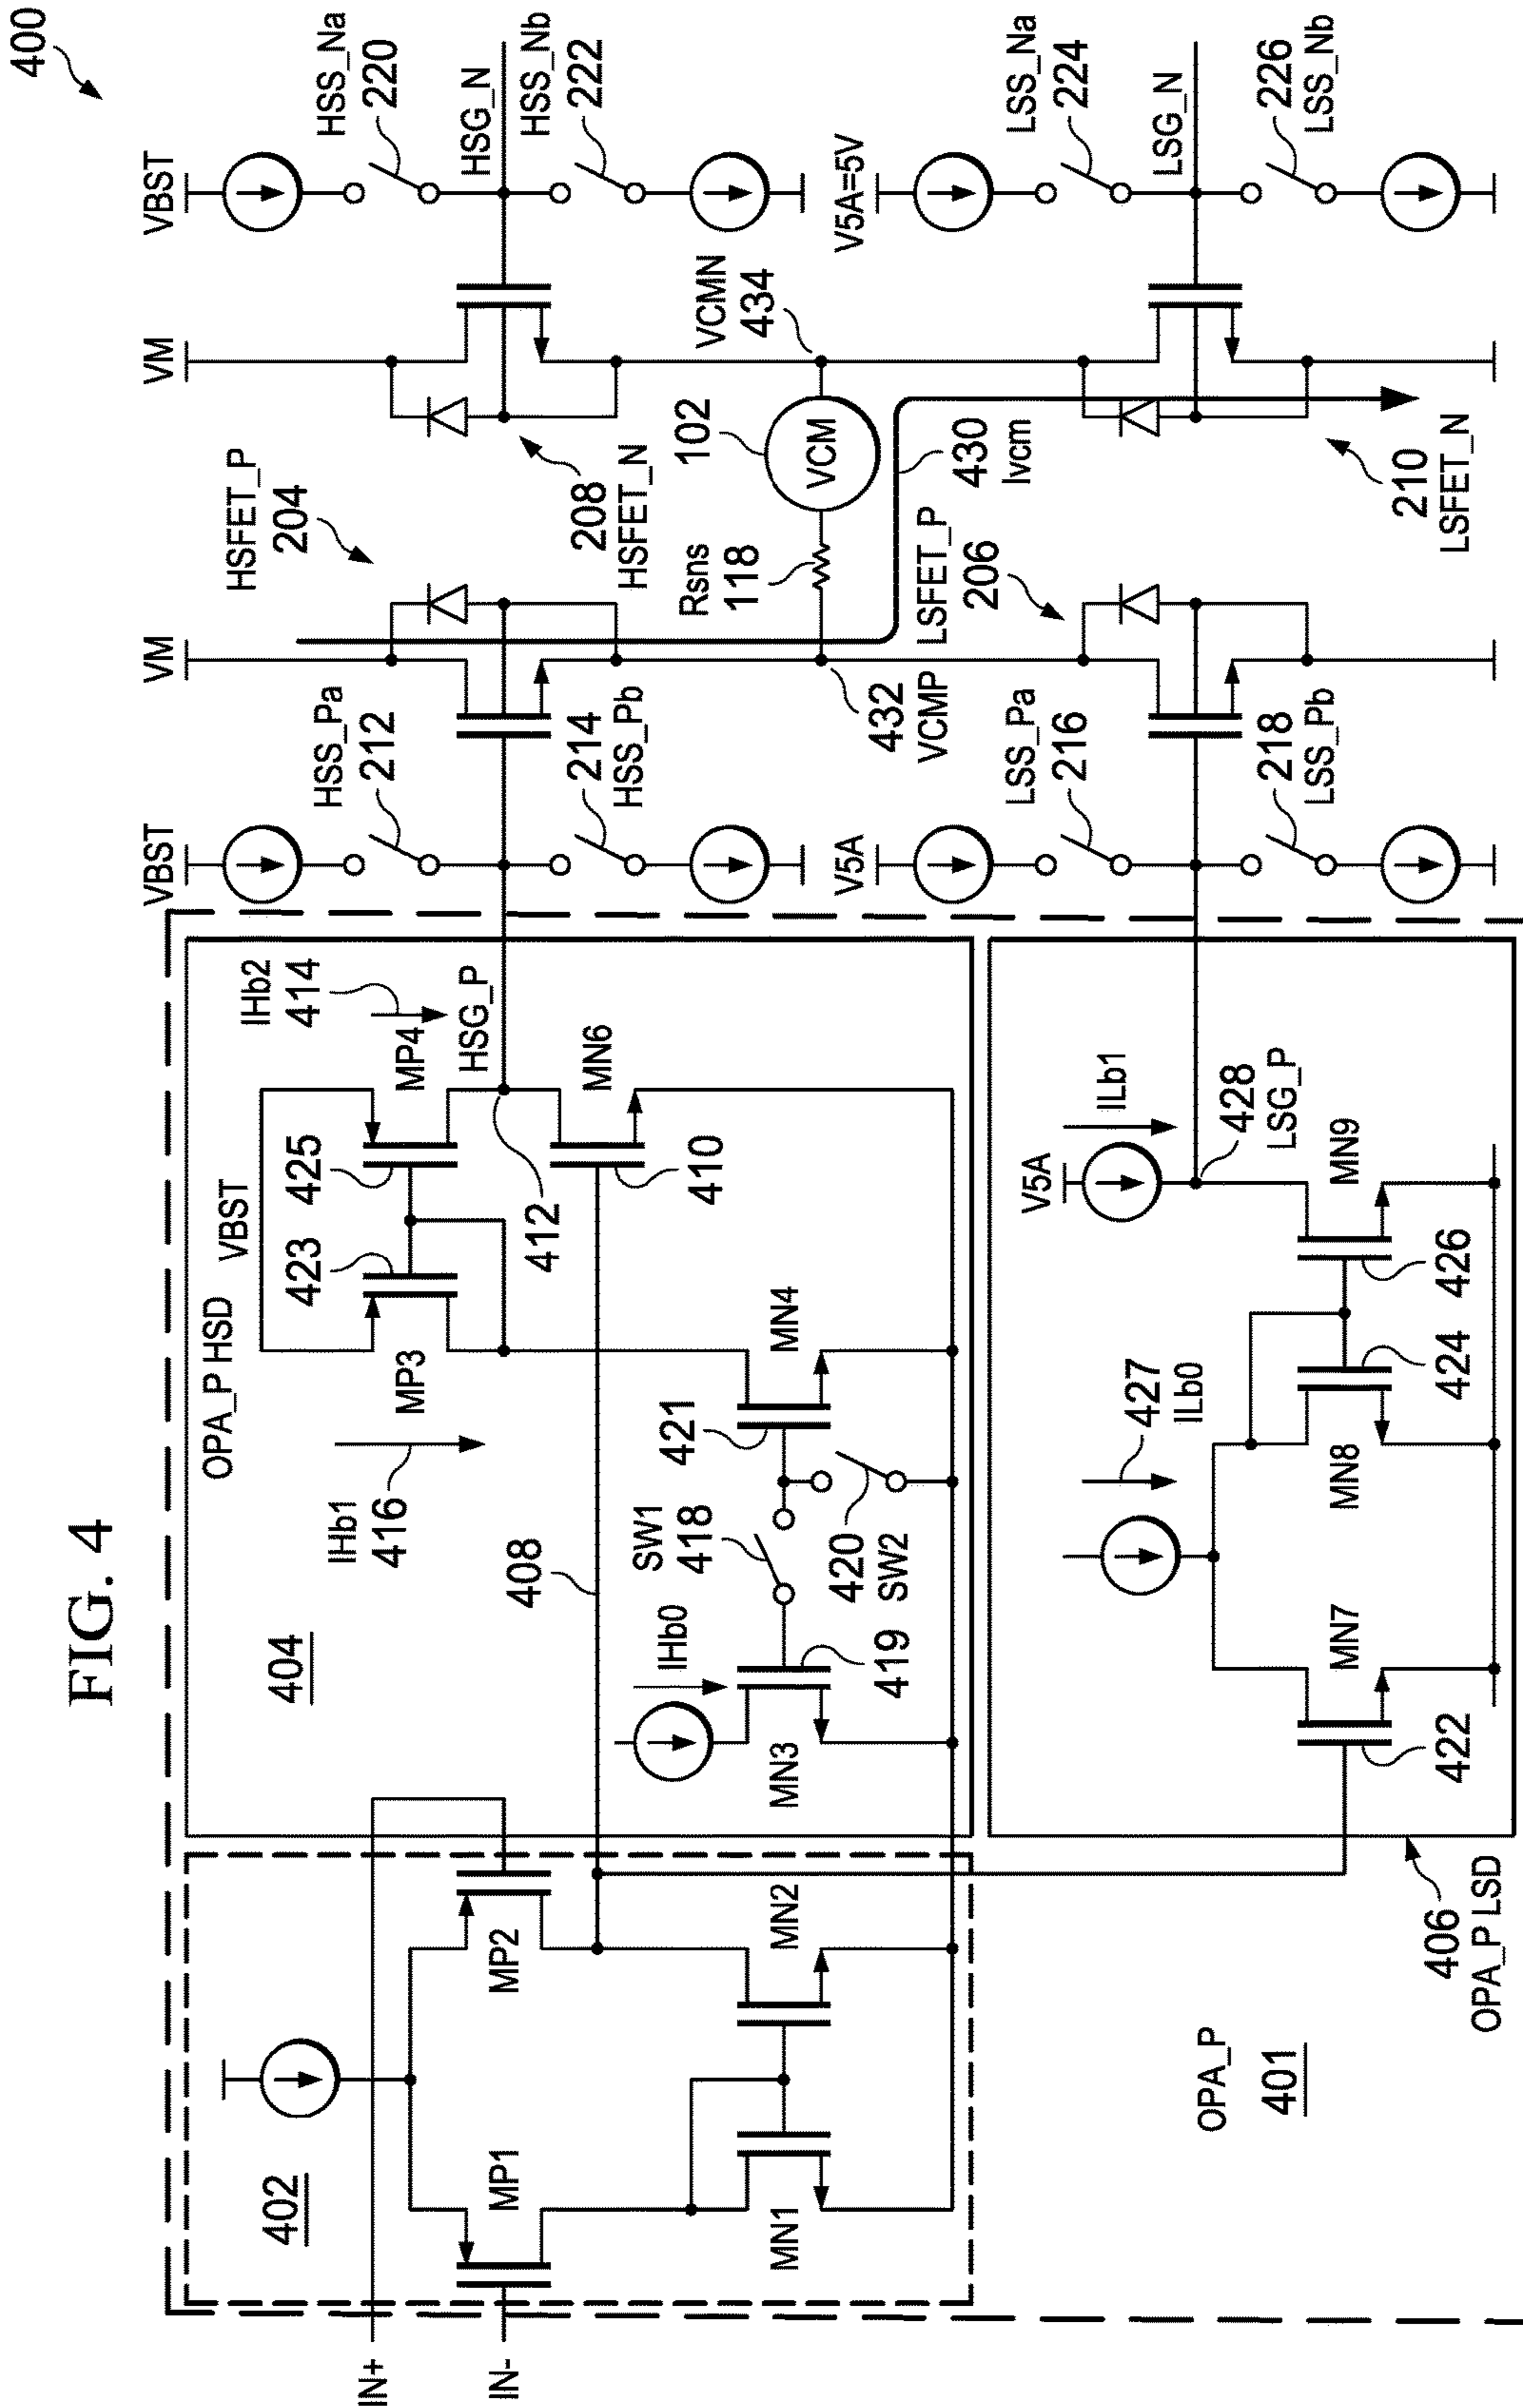 FIG. 4
400
IN+
IN-
402
MP1
MP2
MN1
MN2
404
OPA_P HSD
VBST
IHb1
416
IHb2
414
MP3
423
425
MP4
HSG_P
412
408
MN6
410
SW1
418
IHb0
MN3
419
420
SW2
421
MN4
OPA_P
401
406
OPA_P LSD
MN7
422
427
ILb0
MN8
424
426
MN9
V5A
ILb1
428
LSG_P
VBST
HSS_Pa
212
214
HSS_Pb
V5A
LSS_Pa
216
218
LSS_Pb
VM
HSFET_P
204
432
VCMP
Rsns
118
LSFET_P
206
102
VCM
430
Ivcm
VM
208
HSFET_N
VCMN
434
210
LSFET_N
VBST
HSS_Na
220
HSG_N
HSS_Nb
222
V5A=5V
LSS_Na
224
LSG_N
226
LSS_Nb